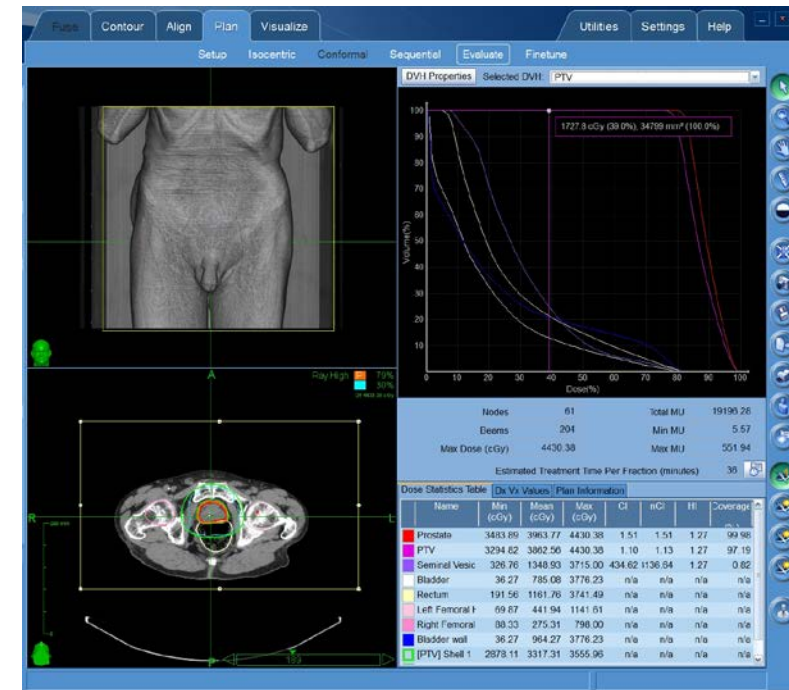 Fuse Contour Align Plan Visualize Utilities Settings Help
Setup Isocentric Conformal Sequential Evaluate Finetune
DVH Properties Selected DVH: PTV
100
1727.8 cGy (39.0%), 34799 mm³ (100.0%)
90
80
70
60
50
40
30
20
10
Volume(%)
0 10 20 30 40 50 60 70 80 90 100
Dose(%)
A
Ray High 79%
30%
R
L
P
189
Nodes 61 Total MU 19196.28
Beams 204 Min MU 5.57
Max Dose (cGy) 4430.38 Max MU 551.94
Estimated Treatment Time Per Fraction (minutes) 36
Dose Statistics Table Dx Vx Values Plan Information
Name Min (cGy) Mean (cGy) Max (cGy) CI nCI HI Coverage
Prostate 3483.89 3963.77 4430.38 1.51 1.51 1.27 99.98
PTV 3294.82 3862.56 4430.38 1.10 1.13 1.27 97.19
Seminal Vesic 326.76 1348.93 3715.00 434.62 1.27 0.82
Bladder 36.27 785.08 3776.23 n/a n/a n/a n/a
Rectum 191.56 1161.76 3741.49 n/a n/a n/a n/a
Left Femoral H 69.87 441.94 1141.61 n/a n/a n/a n/a
Right Femoral 88.33 275.31 798.00 n/a n/a n/a n/a
Bladder wall 36.27 964.27 3776.23 n/a n/a n/a n/a
[PTV] Shell 1 2878.11 3317.31 3555.96 n/a n/a n/a n/a